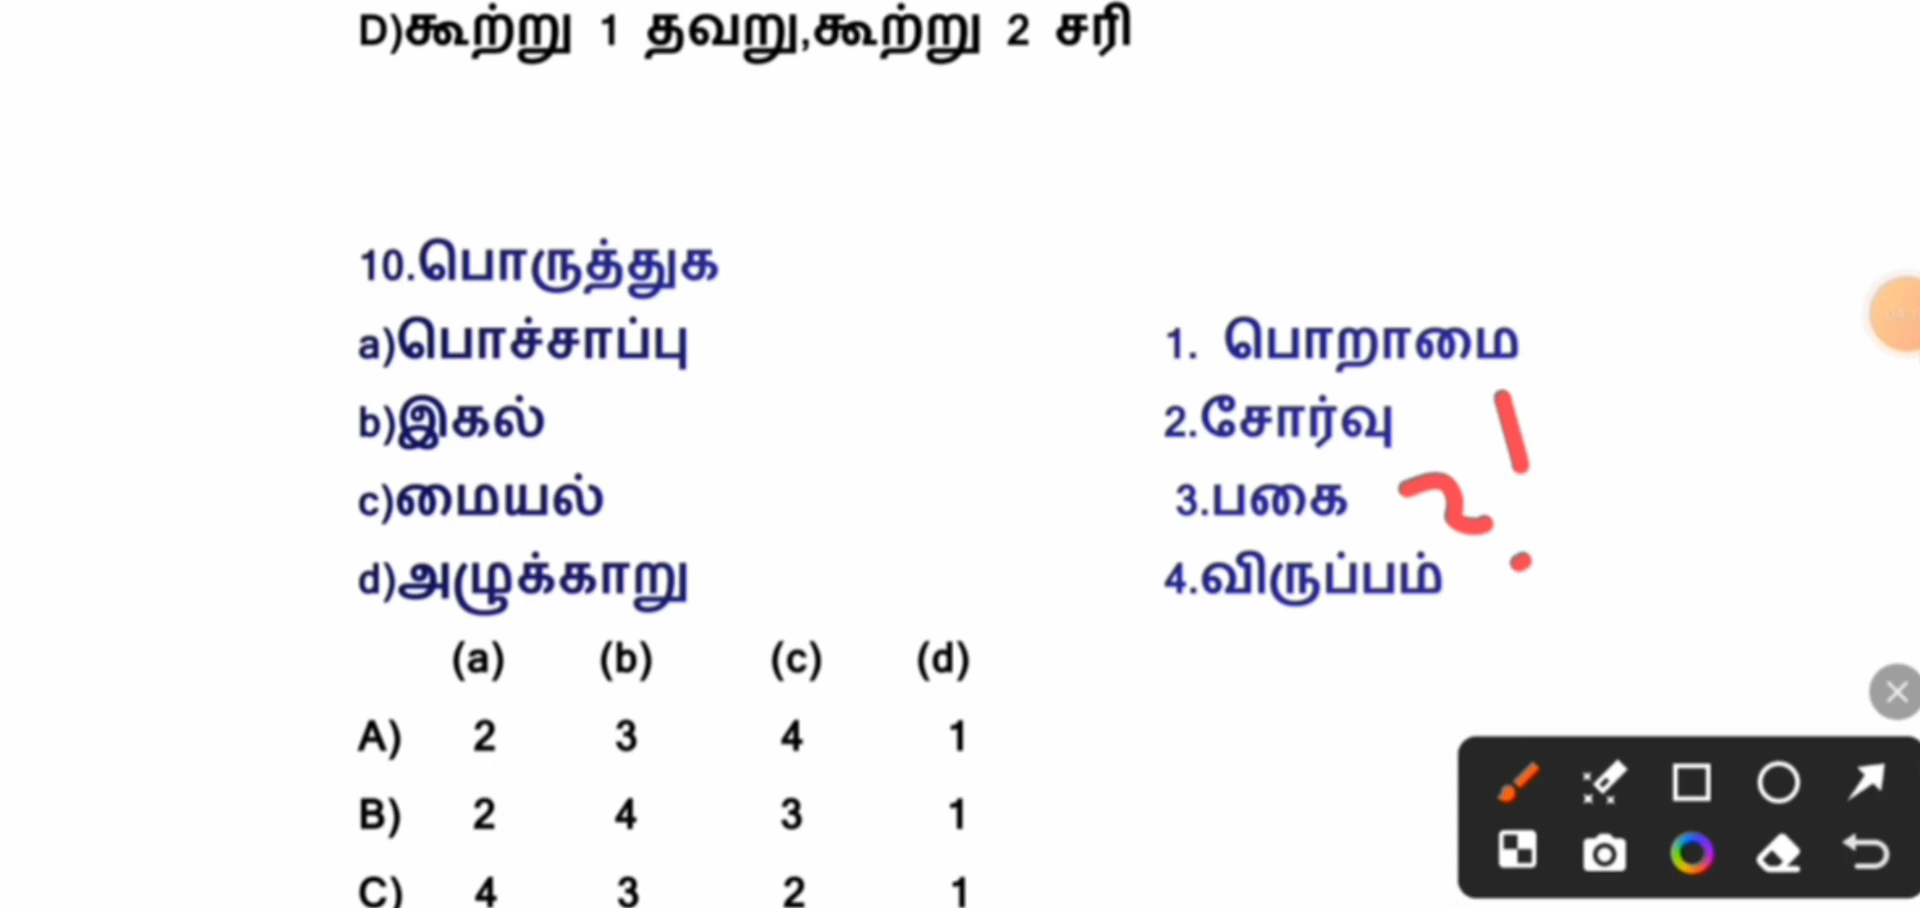 D)கூற்று 1 தவறு,கூற்று 2 சரி
10.பொருத்துக
a)பொச்சாப்பு 1. பொறாமை
b)இகல் 2.சோர்வு
c)மையல் 3.பகை
d)அழுக்காறு 4.விருப்பம்
(a) (b) (c) (d)
A) 2 3 4 1
B) 2 4 3 1
C) 4 3 2 1